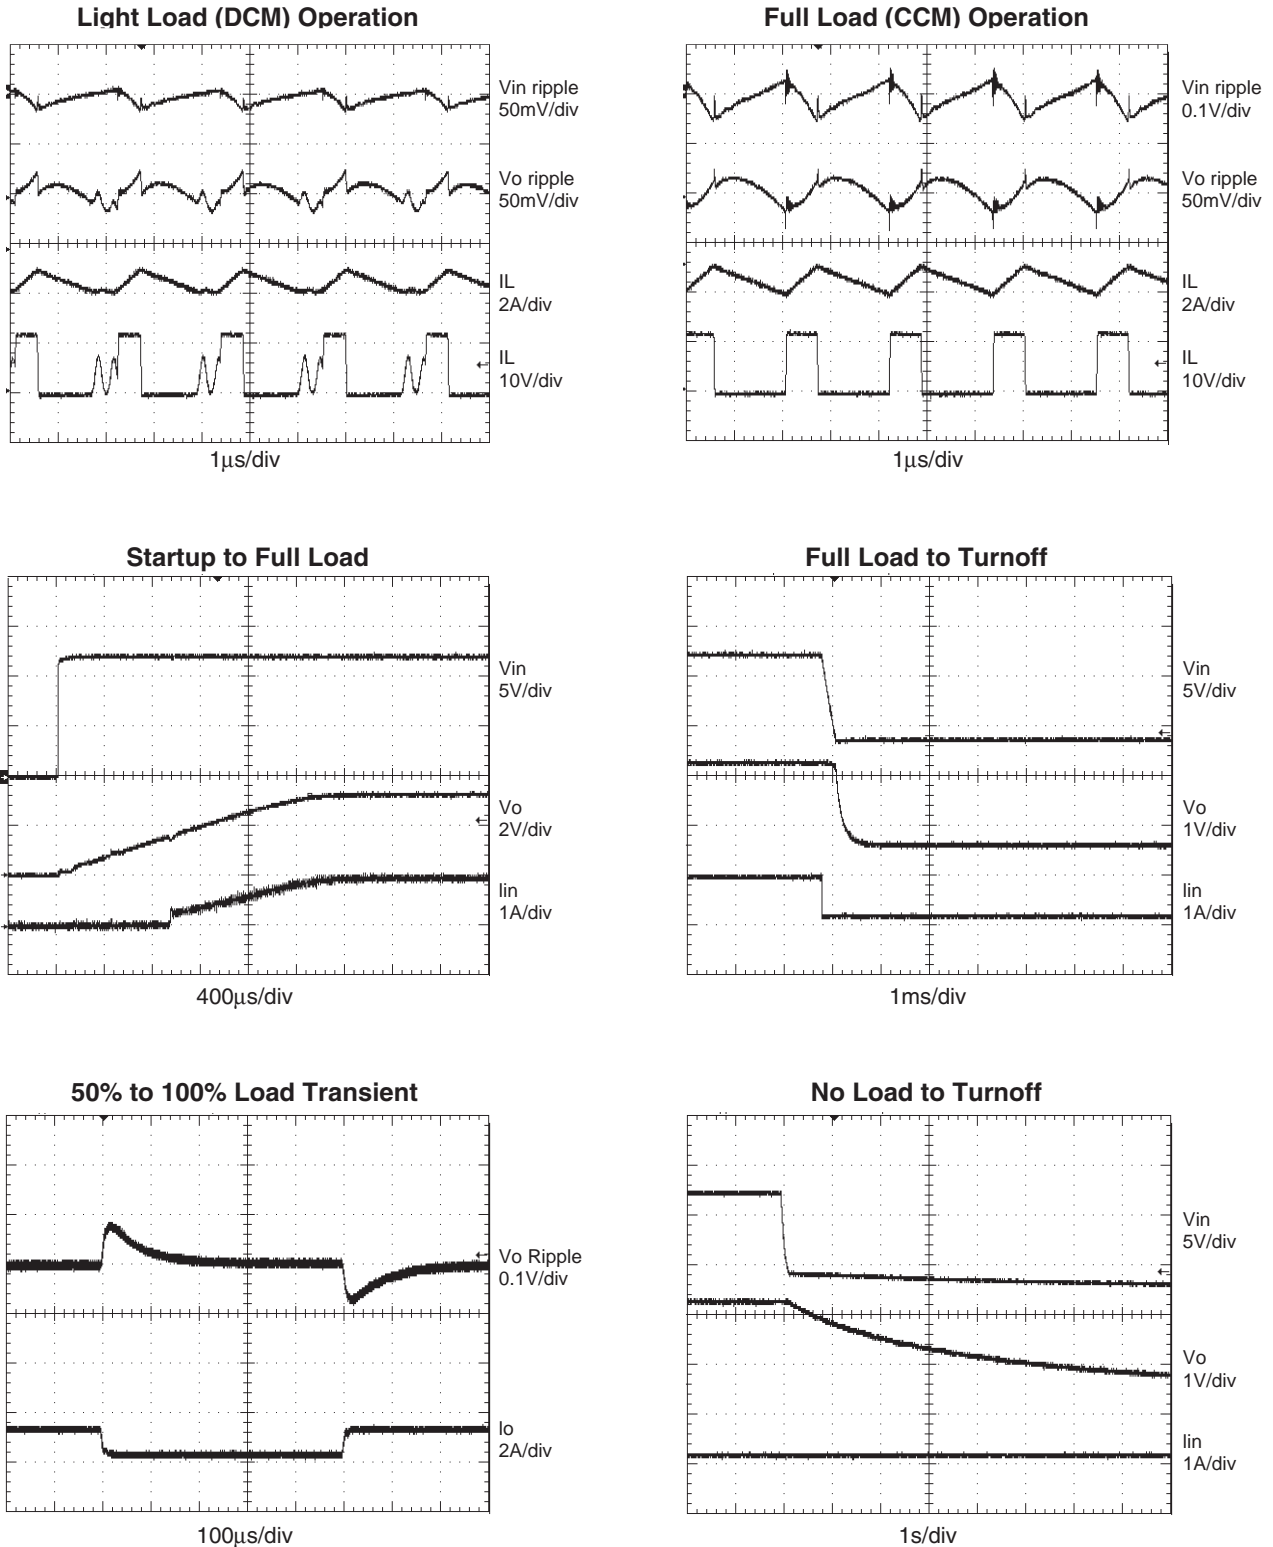 Light Load (DCM) Operation
Vin ripple
50mV/div
Vo ripple
50mV/div
IL
2A/div
IL
10V/div
1μs/div
Full Load (CCM) Operation
Vin ripple
0.1V/div
Vo ripple
50mV/div
IL
2A/div
IL
10V/div
1μs/div
Startup to Full Load
Vin
5V/div
Vo
2V/div
Iin
1A/div
400μs/div
Full Load to Turnoff
Vin
5V/div
Vo
1V/div
Iin
1A/div
1ms/div
50% to 100% Load Transient
Vo Ripple
0.1V/div
Io
2A/div
100μs/div
No Load to Turnoff
Vin
5V/div
Vo
1V/div
Iin
1A/div
1s/div